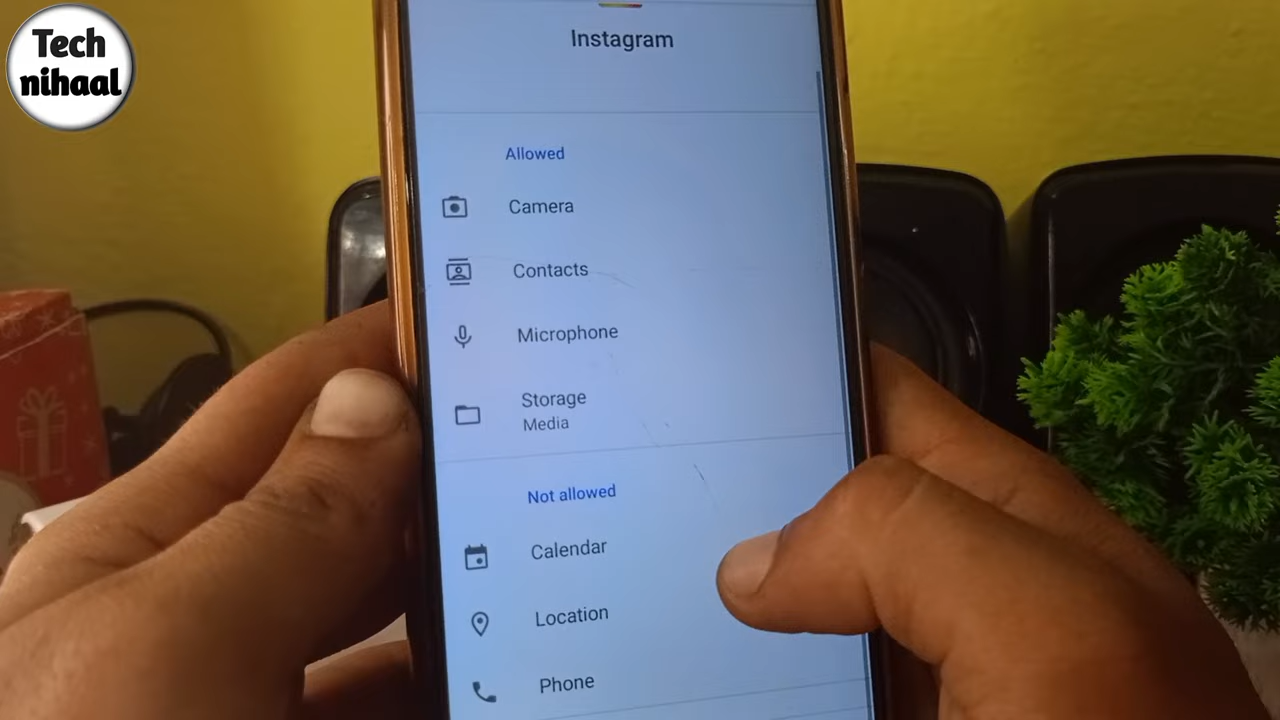 Tech
nihaal
Instagram
Allowed
Camera
Contacts
Microphone
Storage
Media
Not allowed
Calendar
Location
Phone